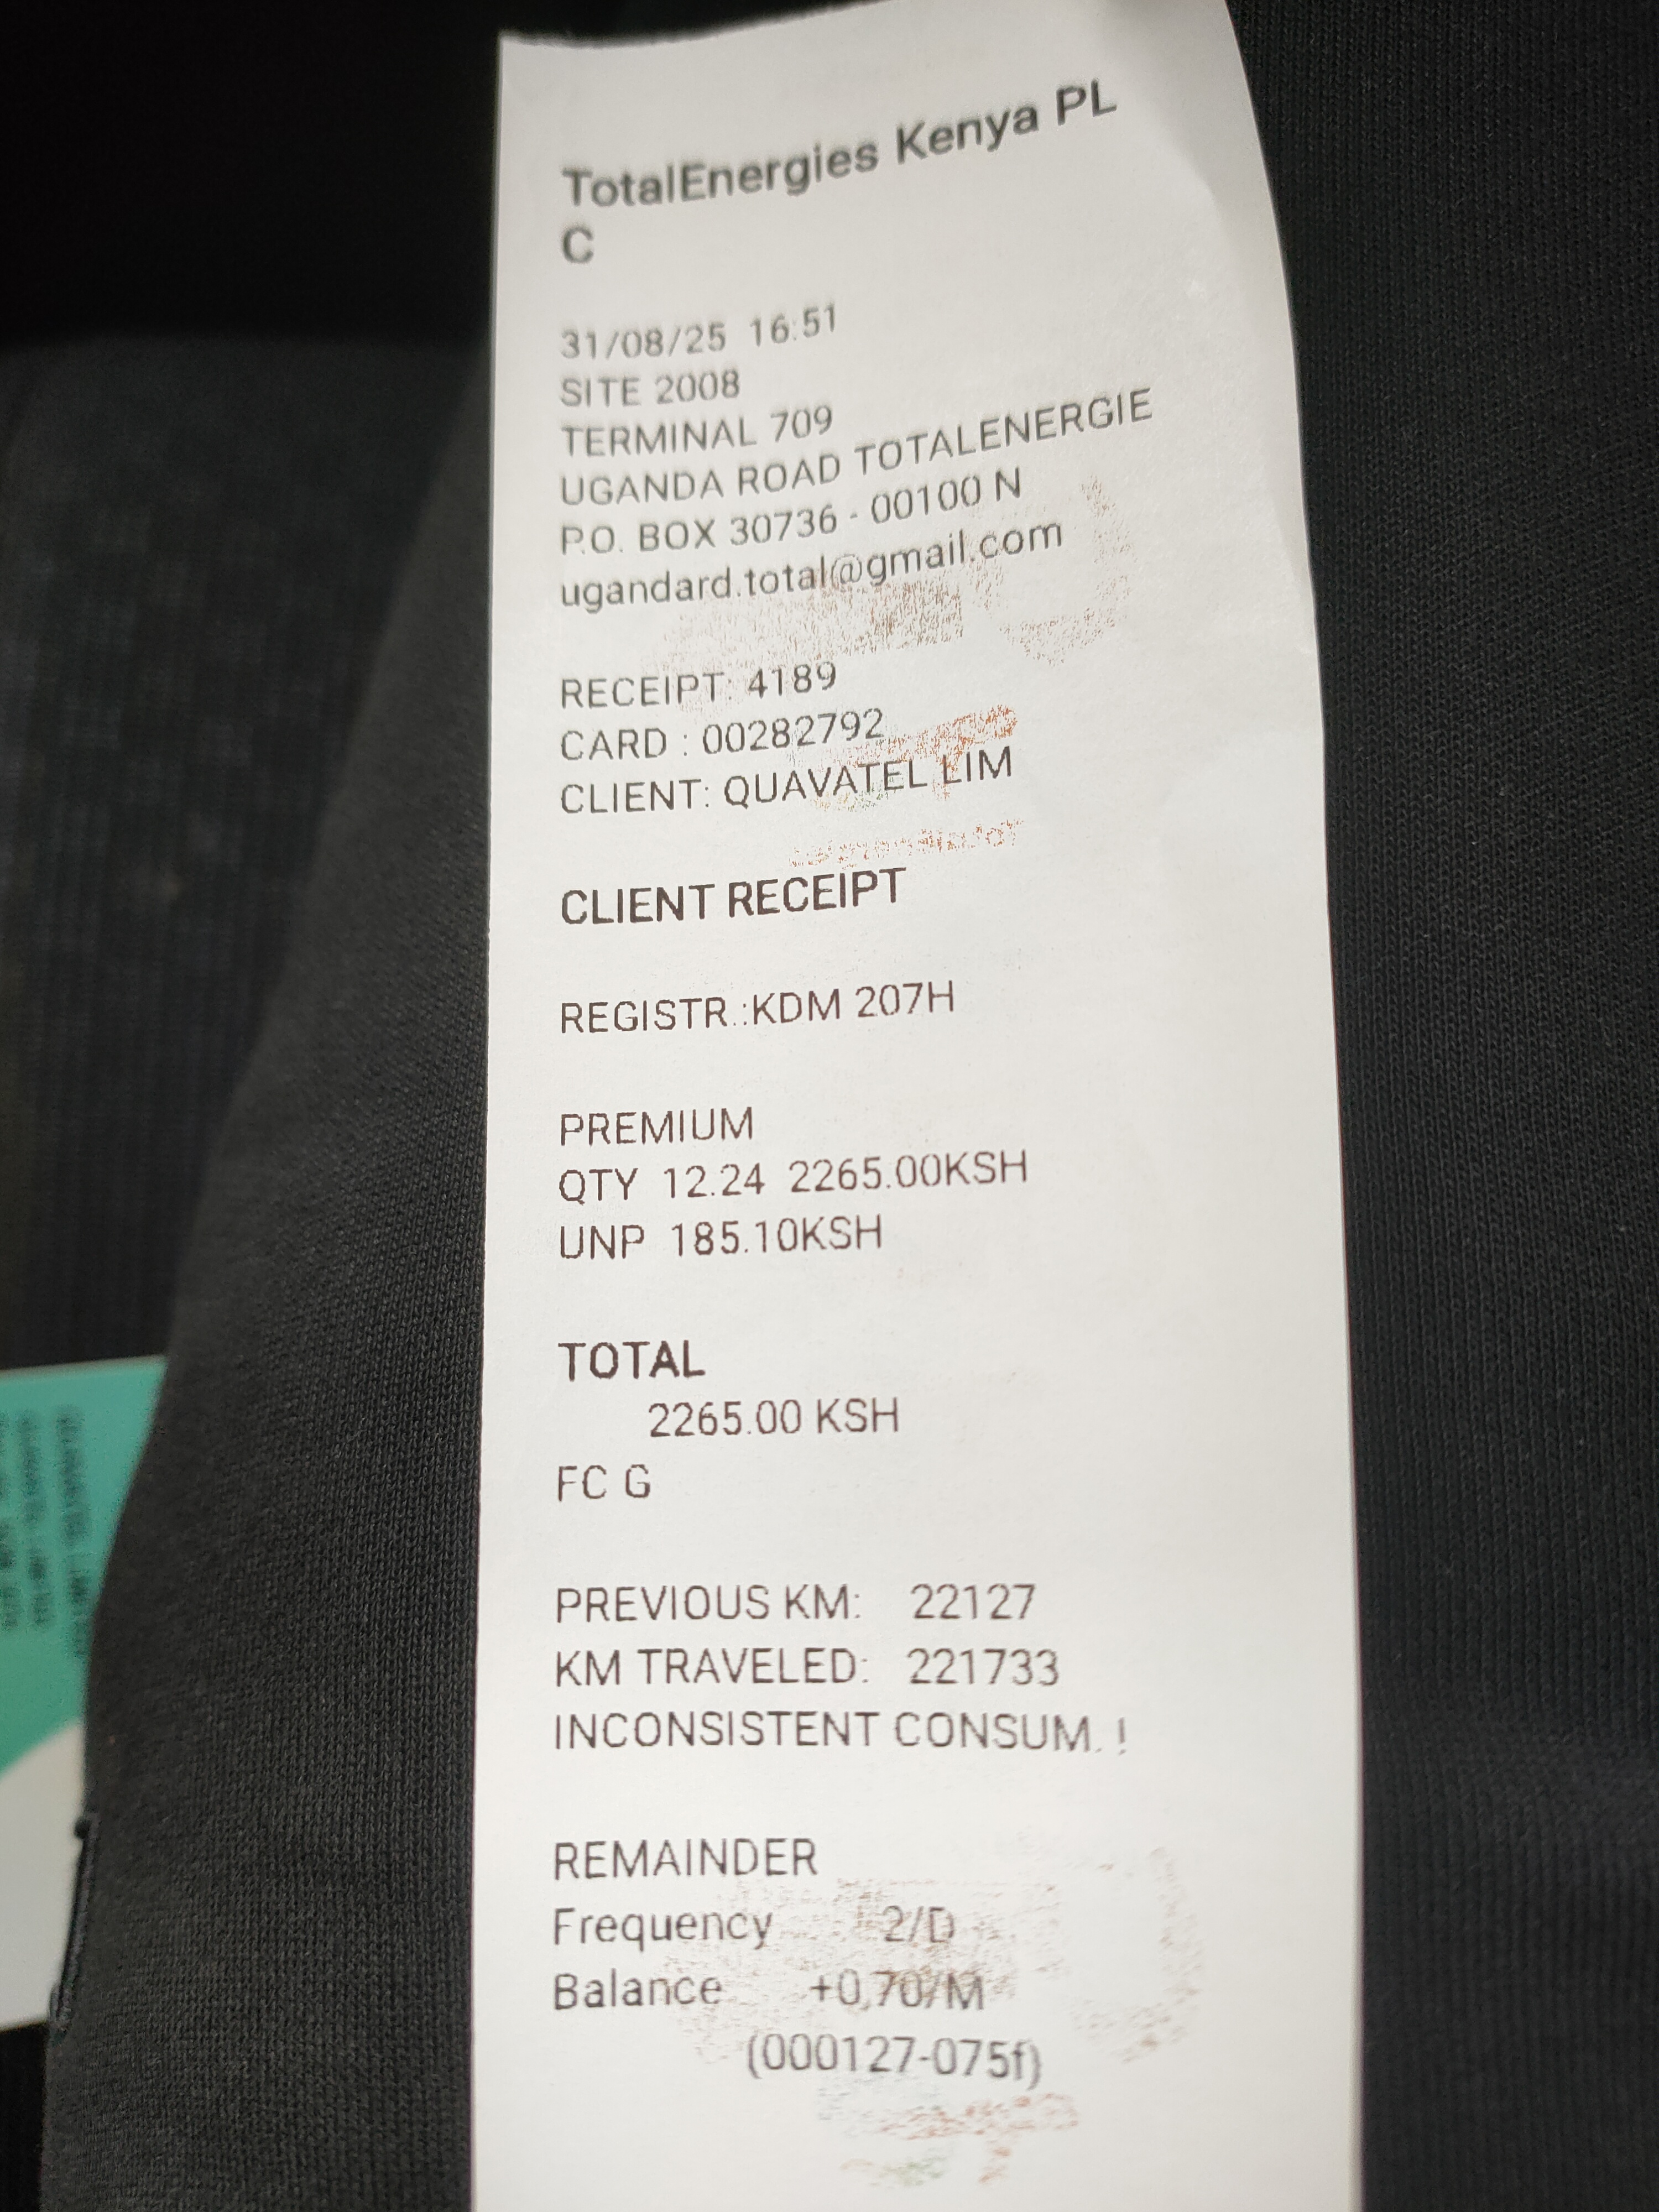 TotalEnergies Kenya PL
C
31/08/25 16:51
SITE 2008
TERMINAL 709
UGANDA ROAD TOTALENERGIE
P.O. BOX 30736 - 00100 N
ugandard.total@gmail.com
RECEIPT: 4189
CARD : 00282792
CLIENT: QUAVATEL LIM
CLIENT RECEIPT
REGISTR.:KDM 207H
PREMIUM
QTY 12.24 2265.00KSH
UNP 185.10KSH
TOTAL
2265.00 KSH
FC G
PREVIOUS KM: 22127
KM TRAVELED: 221733
INCONSISTENT CONSUM. !
REMAINDER
Frequency 2/D
Balance +0,70/M
(000127-075f)